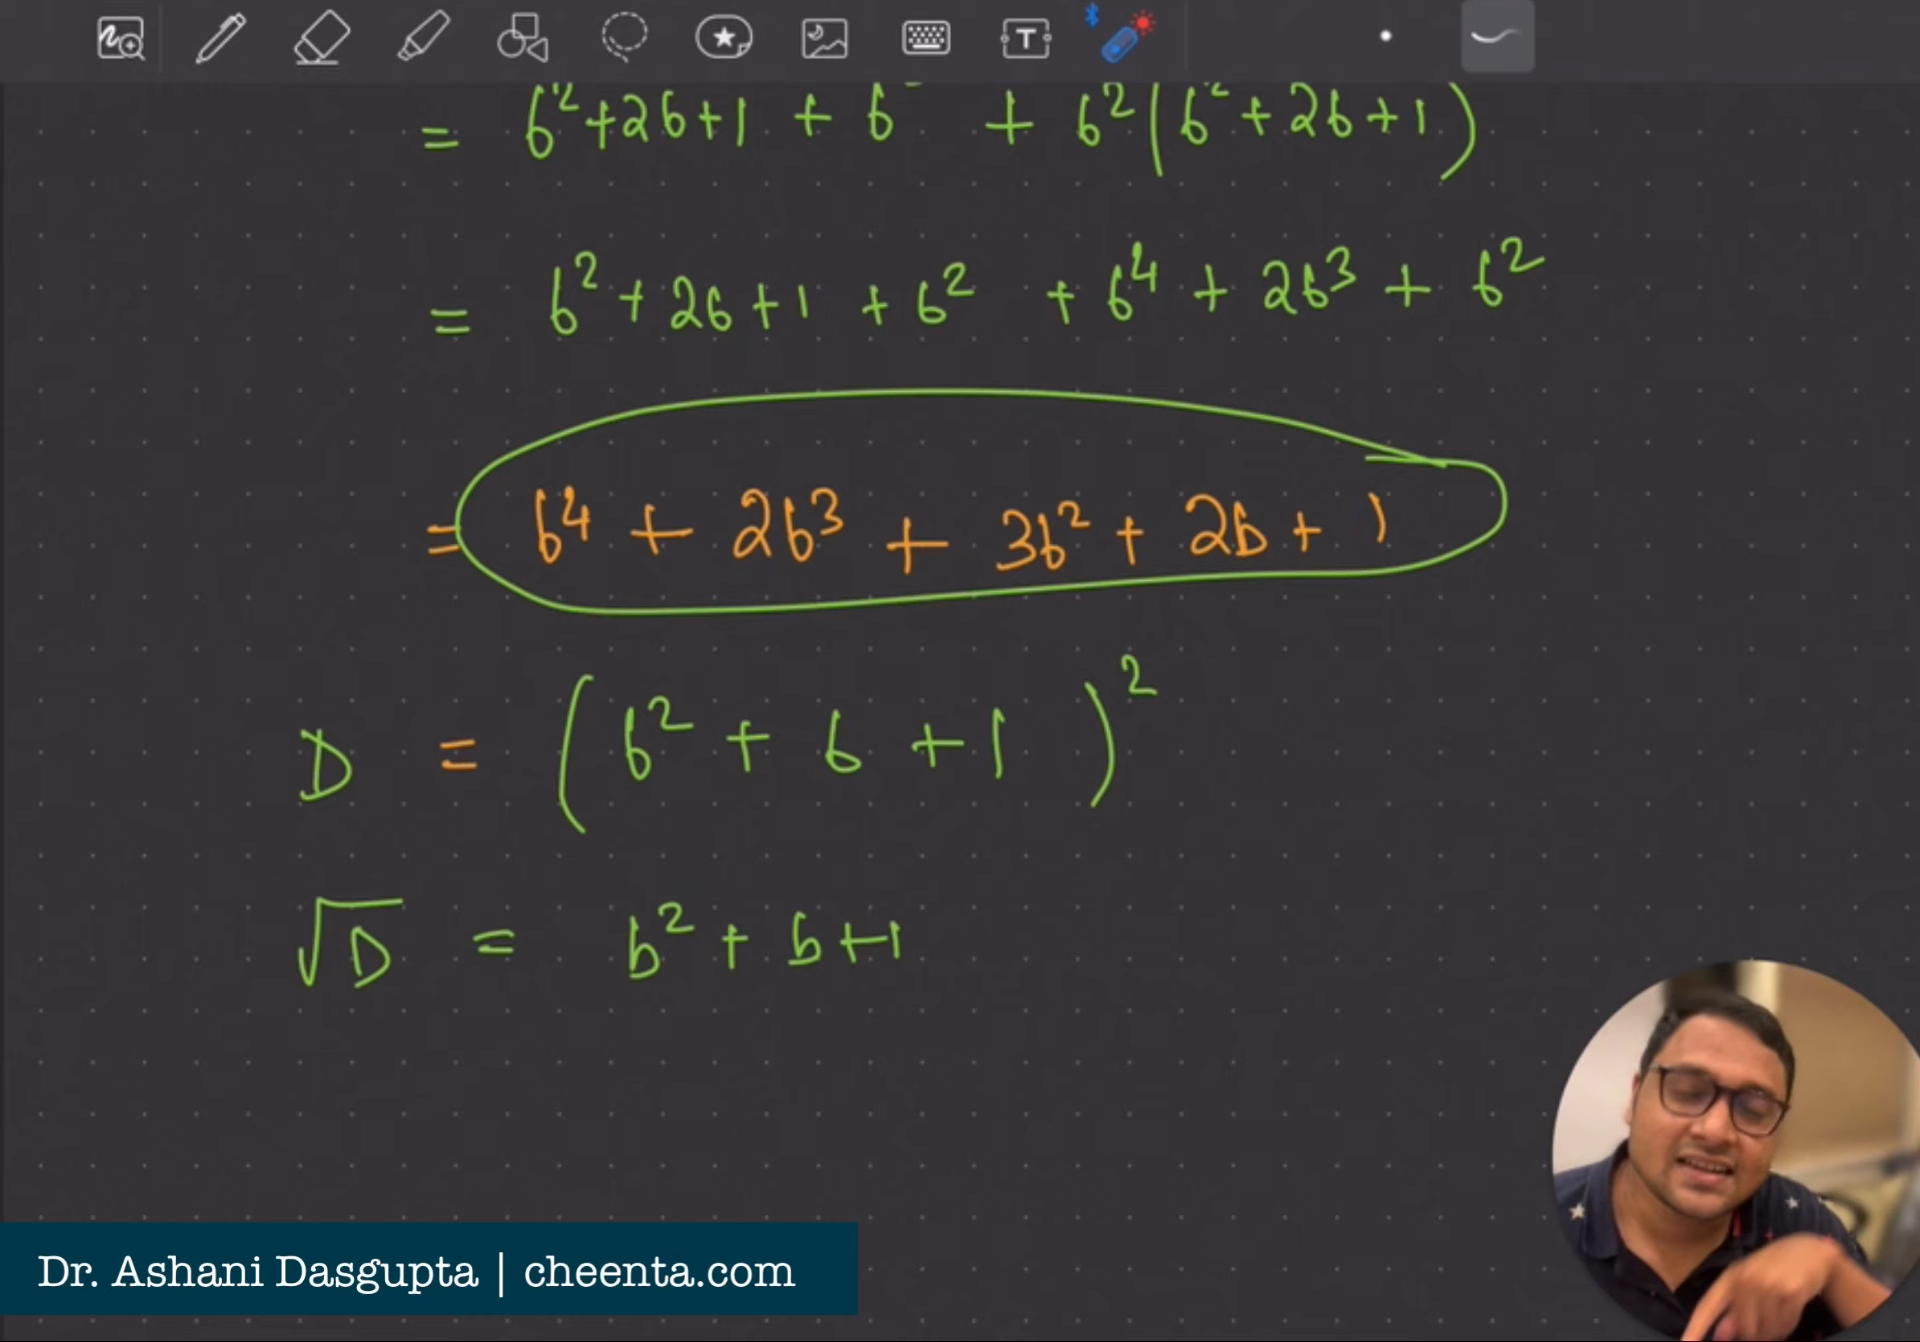 = b²+2b+1 + b² + b²(b²+2b+1)
= b²+2b+1 +b² + b⁴ + 2b³ + b²
= b⁴ + 2b³ + 3b² + 2b + 1
D = (b² + b + 1)²
√D = b² + b+1
Dr. Ashani Dasgupta | cheenta.com